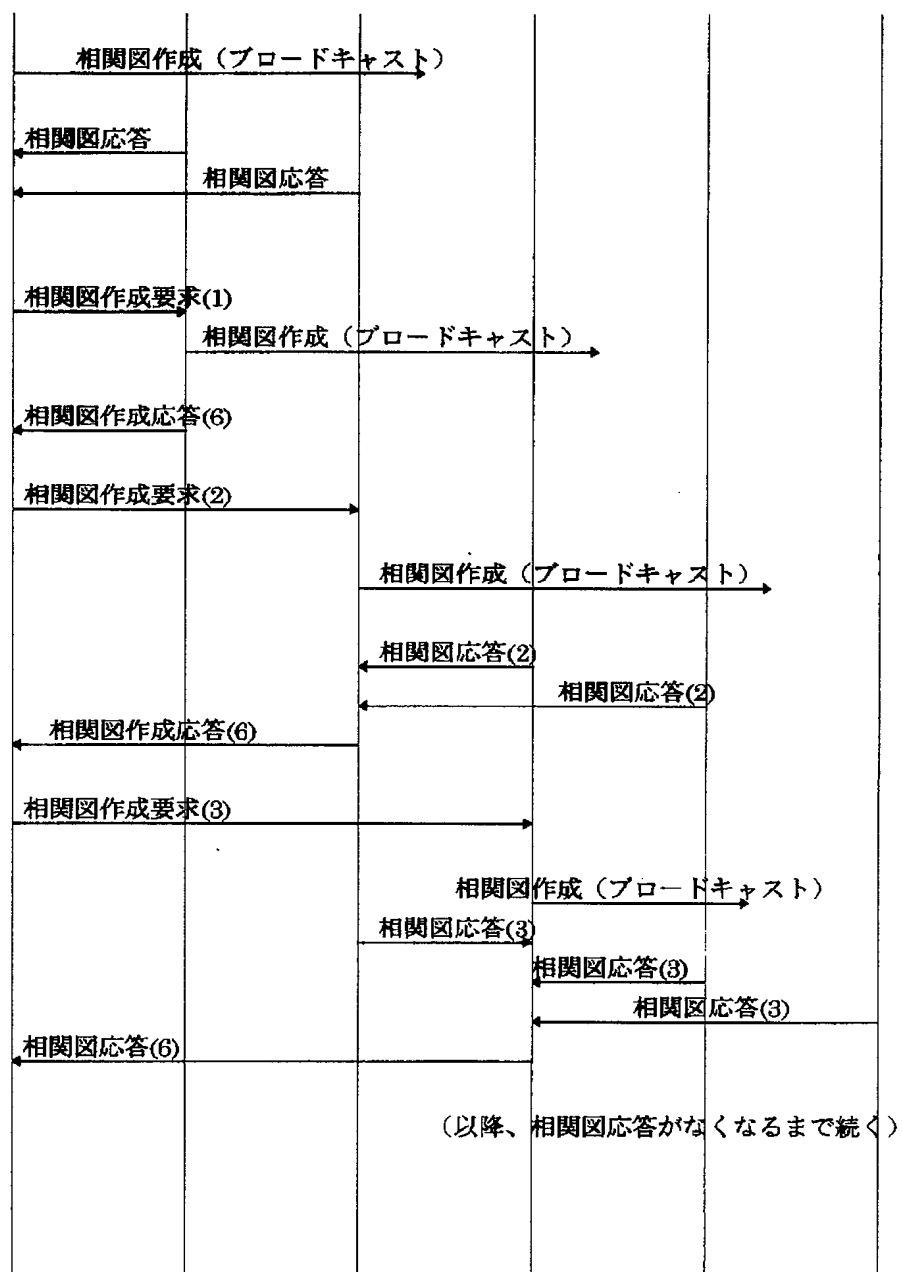 相関図作成（ブロードキャスト）
相関図応答
相関図応答
相関図作成要求(1)
相関図作成（ブロードキャスト）
相関図作成応答(6)
相関図作成要求(2)
相関図作成（ブロードキャスト）
相関図応答(2)
相関図応答(2)
相関図作成応答(6)
相関図作成要求(3)
相関図作成（ブロードキャスト）
相関図応答(3)
相関図応答(3)
相関図応答(3)
相関図応答(6)
（以降、相関図応答がなくなるまで続く）